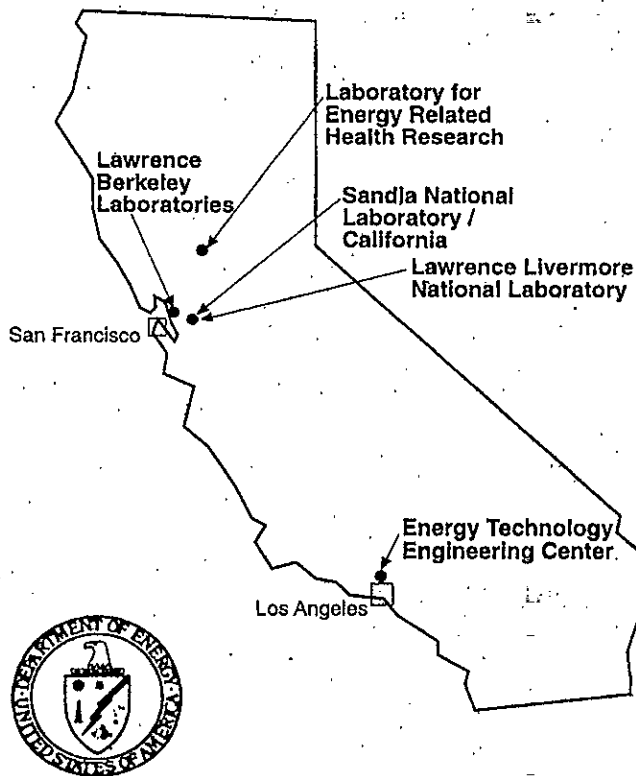 Laboratory for
Energy Related
Health Research
Lawrence
Berkeley
Laboratories
Sandia National
Laboratory /
California
Lawrence Livermore
National Laboratory
San Francisco
Energy Technology
Engineering Center
Los Angeles
DEPARTMENT OF ENERGY
UNITED STATES OF AMERICA